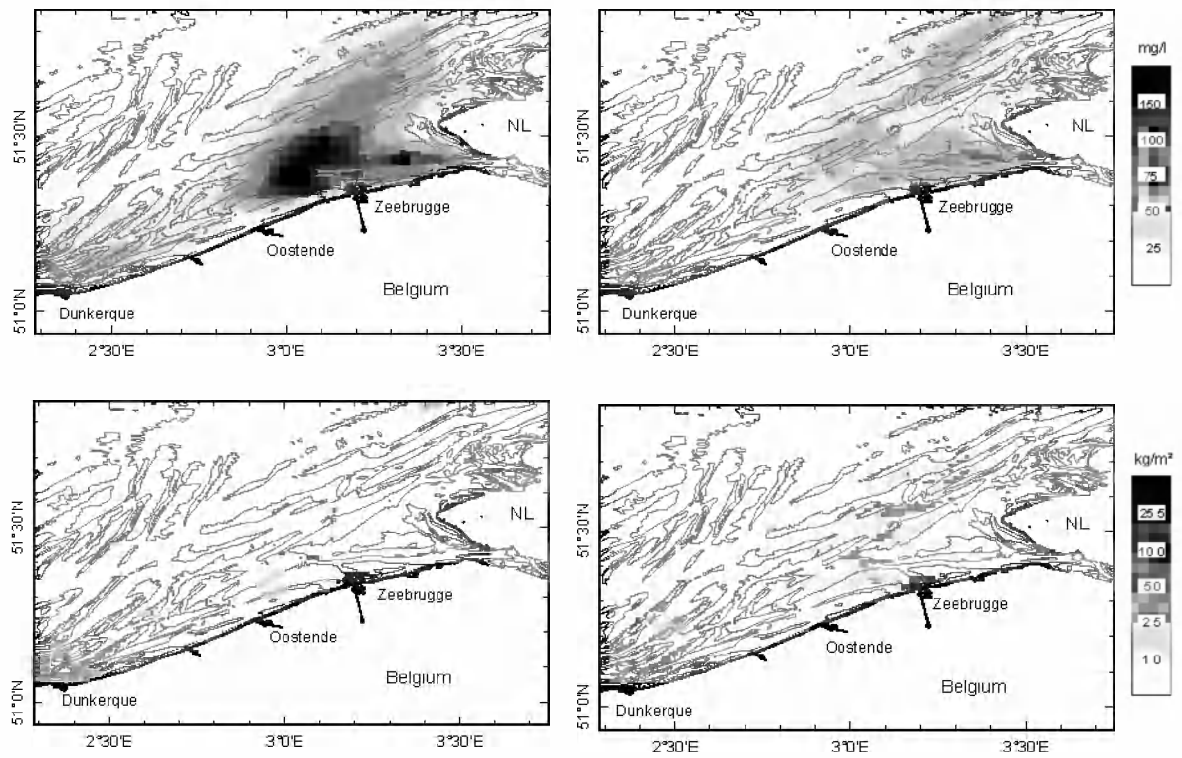 51°30'N
NL
Zeebrugge
Oostende
Belgium
51°0'N
Dunkerque
2°30'E
3°0'E
3°30'E
51°30'N
NL
Zeebrugge
Oostende
Belgium
51°0'N
Dunkerque
2°30'E
3°0'E
3°30'E
mg/l
150
100
75
50
25
51°30'N
NL
Zeebrugge
Oostende
Belgium
51°0'N
Dunkerque
2°30'E
3°0'E
3°30'E
51°30'N
NL
Zeebrugge
Oostende
Belgium
51°0'N
Dunkerque
2°30'E
3°0'E
3°30'E
kg/m²
25.5
10.0
5.0
2.5
1.0